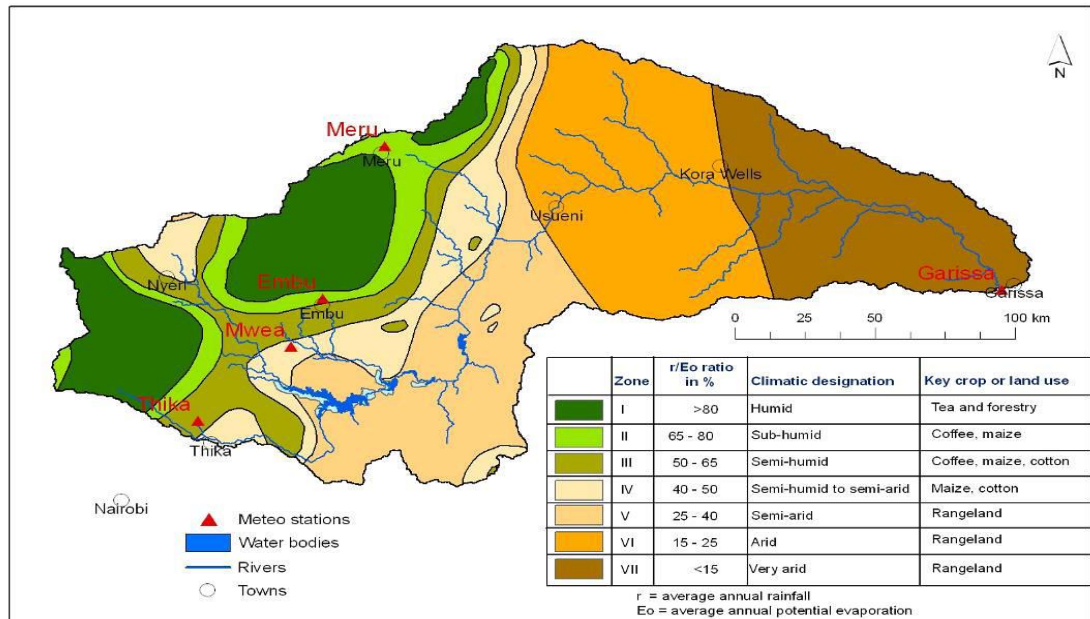 N
Meru
Meru
Kora Wells
Usueni
Nyeri
Embu
Embu
Garissa
Garissa
Mwea
Thika
Thika
Nairobi
0 25 50 100 km
Meteo stations
Water bodies
Rivers
Towns
Zone r/Eo ratio in % Climatic designation Key crop or land use
I >80 Humid Tea and forestry
II 65 - 80 Sub-humid Coffee, maize
III 50 - 65 Semi-humid Coffee, maize, cotton
IV 40 - 50 Semi-humid to semi-arid Maize, cotton
V 25 - 40 Semi-arid Rangeland
VI 15 - 25 Arid Rangeland
VII <15 Very arid Rangeland
r = average annual rainfall
Eo = average annual potential evaporation